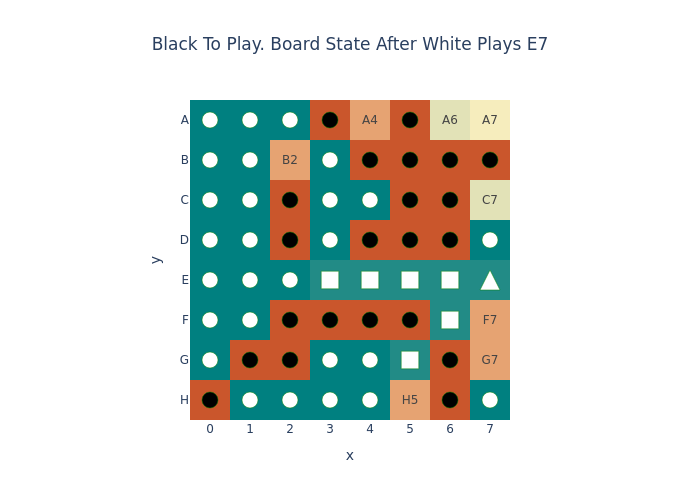 Black To Play. Board State After White Plays E7
A A4 A6 A7
B B2
C C7
D
E
F F7
G G7
H H5
0 1 2 3 4 5 6 7
x
y